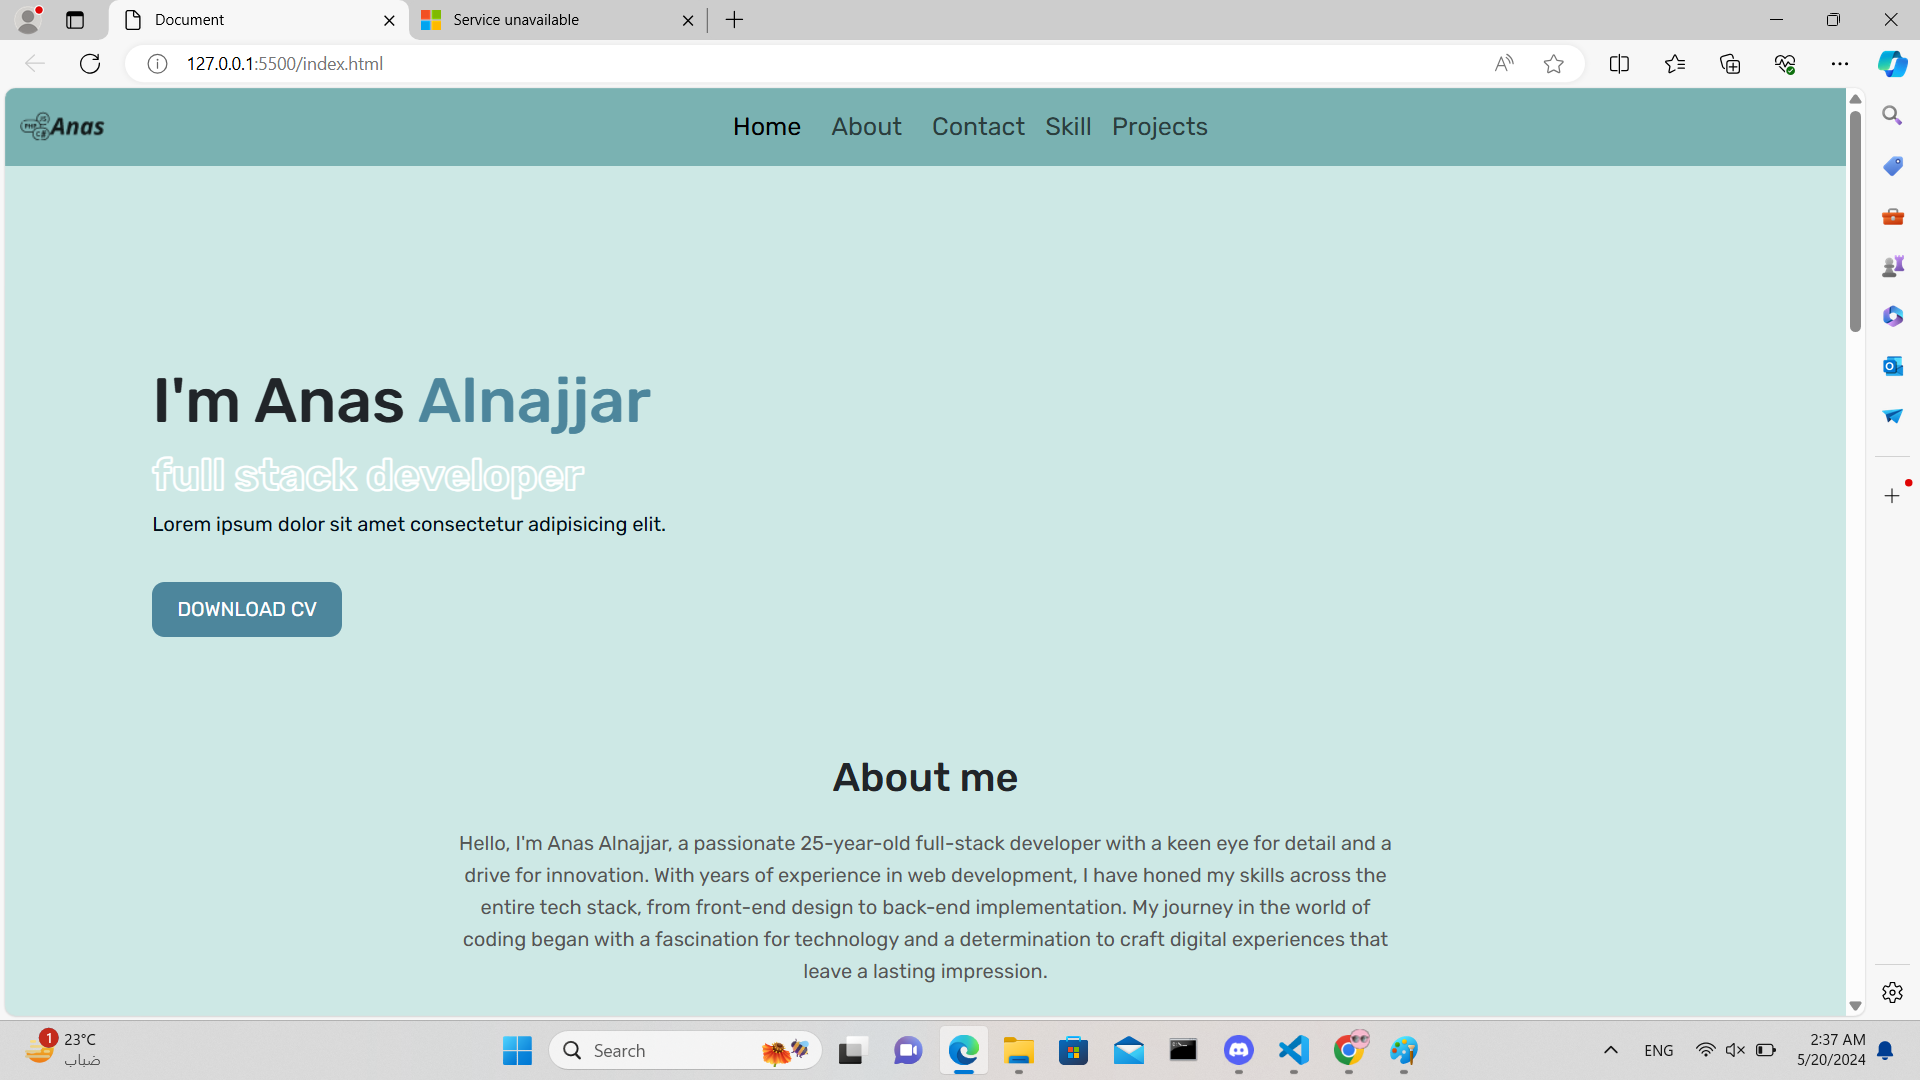 Document
Service unavailable
127.0.0.1:5500/index.html
Anas
Home About Contact Skill Projects
I'm Anas Alnajjar
full stack developer
Lorem ipsum dolor sit amet consectetur adipisicing elit.
DOWNLOAD CV
About me
Hello, I'm Anas Alnajjar, a passionate 25-year-old full-stack developer with a keen eye for detail and a
drive for innovation. With years of experience in web development, I have honed my skills across the
entire tech stack, from front-end design to back-end implementation. My journey in the world of
coding began with a fascination for technology and a determination to craft digital experiences that
leave a lasting impression.
1
23°C
ضباب
Search
ENG
2:37 AM
5/20/2024